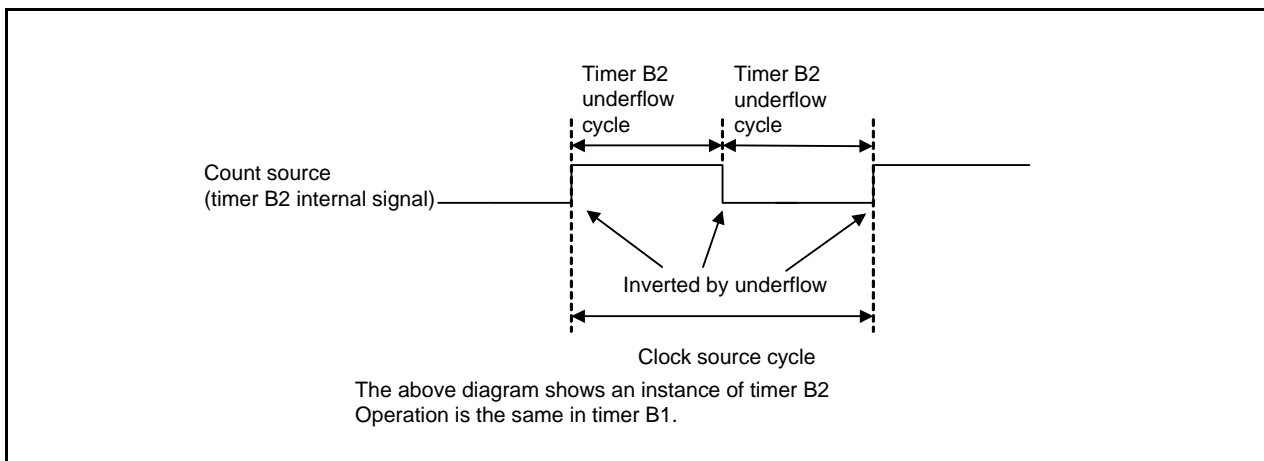 Timer B2
underflow
cycle
Timer B2
underflow
cycle
Count source
(timer B2 internal signal)
Inverted by underflow
Clock source cycle
The above diagram shows an instance of timer B2
Operation is the same in timer B1.